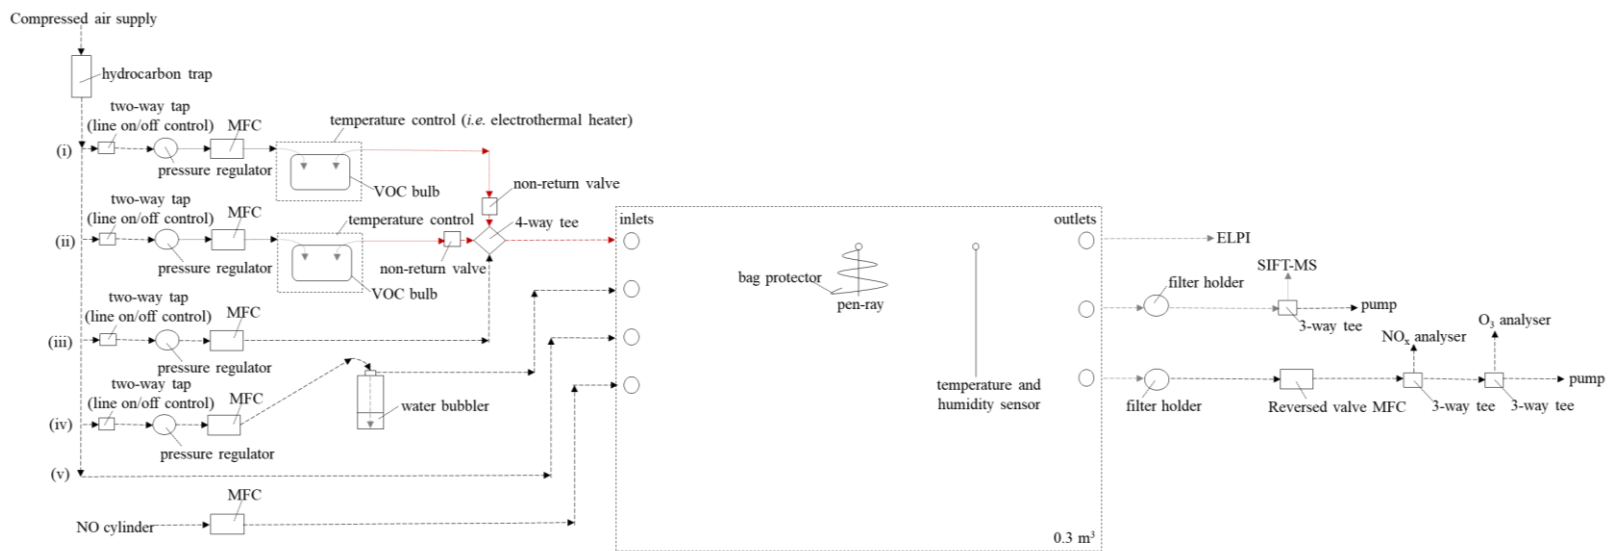 Compressed air supply
hydrocarbon trap
two-way tap
(line on/off control)
MFC
temperature control (i.e. electrothermal heater)
(i)
pressure regulator
VOC bulb
non-return valve
two-way tap
(line on/off control)
MFC
temperature control
4-way tee
(ii)
pressure regulator
non-return valve
VOC bulb
two-way tap
(line on/off control)
MFC
(iii)
pressure regulator
two-way tap
(line on/off control)
MFC
water bubbler
(iv)
pressure regulator
(v)
MFC
NO cylinder
inlets
outlets
bag protector
pen-ray
temperature and
humidity sensor
0.3 m³
ELPI
SIFT-MS
filter holder
pump
3-way tee
O₃ analyser
NOₓ analyser
pump
filter holder
Reversed valve MFC
3-way tee
3-way tee